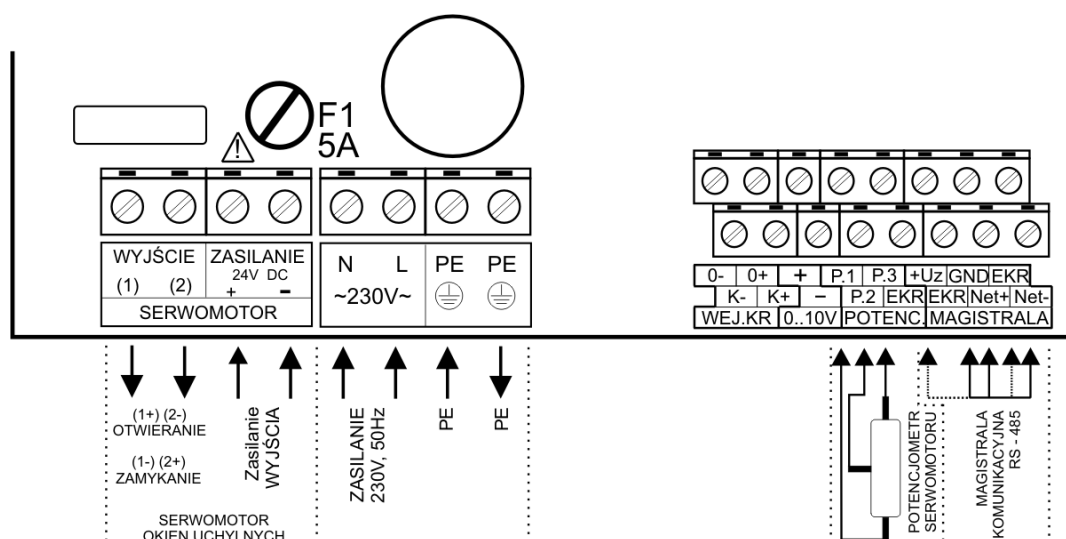 F1
5A
WYJŚCIE ZASILANIE
24V DC
(1) (2) + -
SERWOMOTOR
N L PE PE
~230V~
0- 0+ + P.1 P.3 +Uz GND EKR
K- K+ - P.2 EKR EKR Net+ Net-
WEJ.KR 0..10V POTENC. MAGISTRALA
(1+) (2-)
OTWIERANIE
(1-) (2+)
ZAMYKANIE
Zasilanie
WYJŚCIA
ZASILANIE
230V, 50Hz
PE
PE
POTENCJOMETR
SERWOMOTORU
MAGISTRALA
KOMUNIKACYJNA
RS - 485
SERWOMOTOR
OKIEN UCHYLNYCH